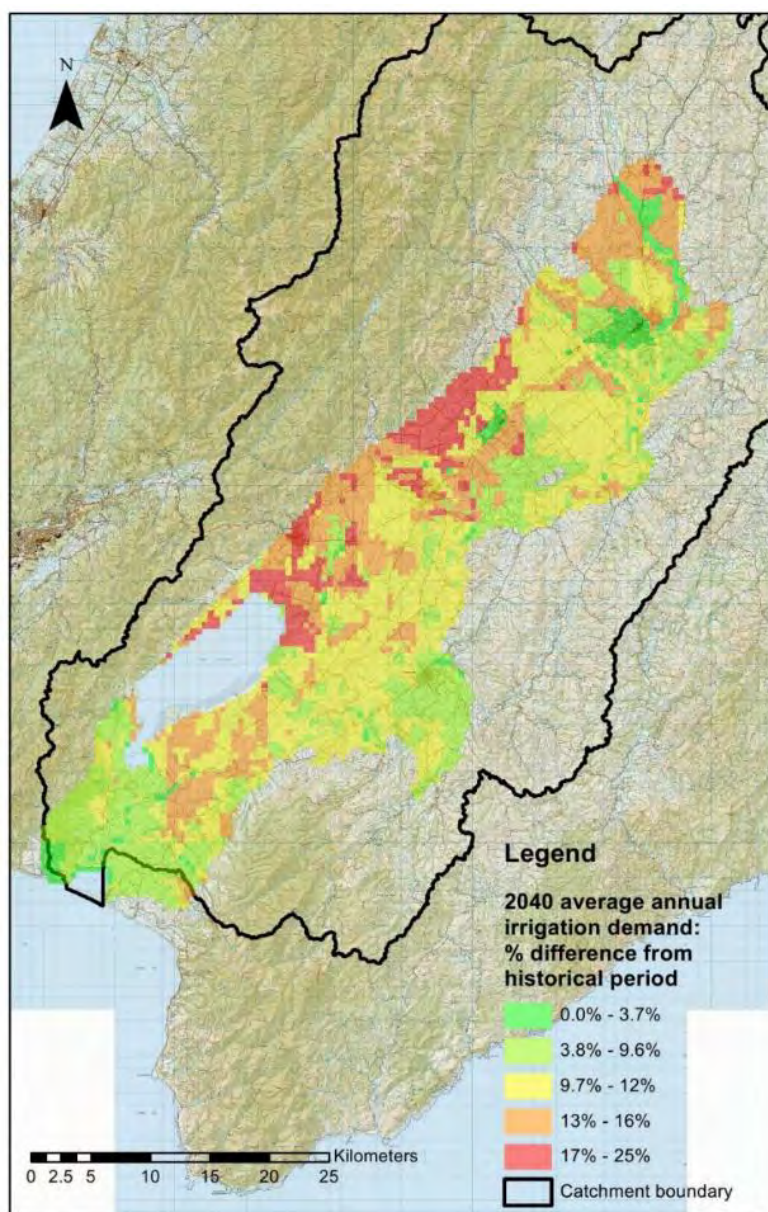 N
Legend
2040 average annual
irrigation demand:
% difference from
historical period
0.0% - 3.7%
3.8% - 9.6%
9.7% - 12%
13% - 16%
17% - 25%
Catchment boundary
Kilometers
0 2.5 5 10 15 20 25